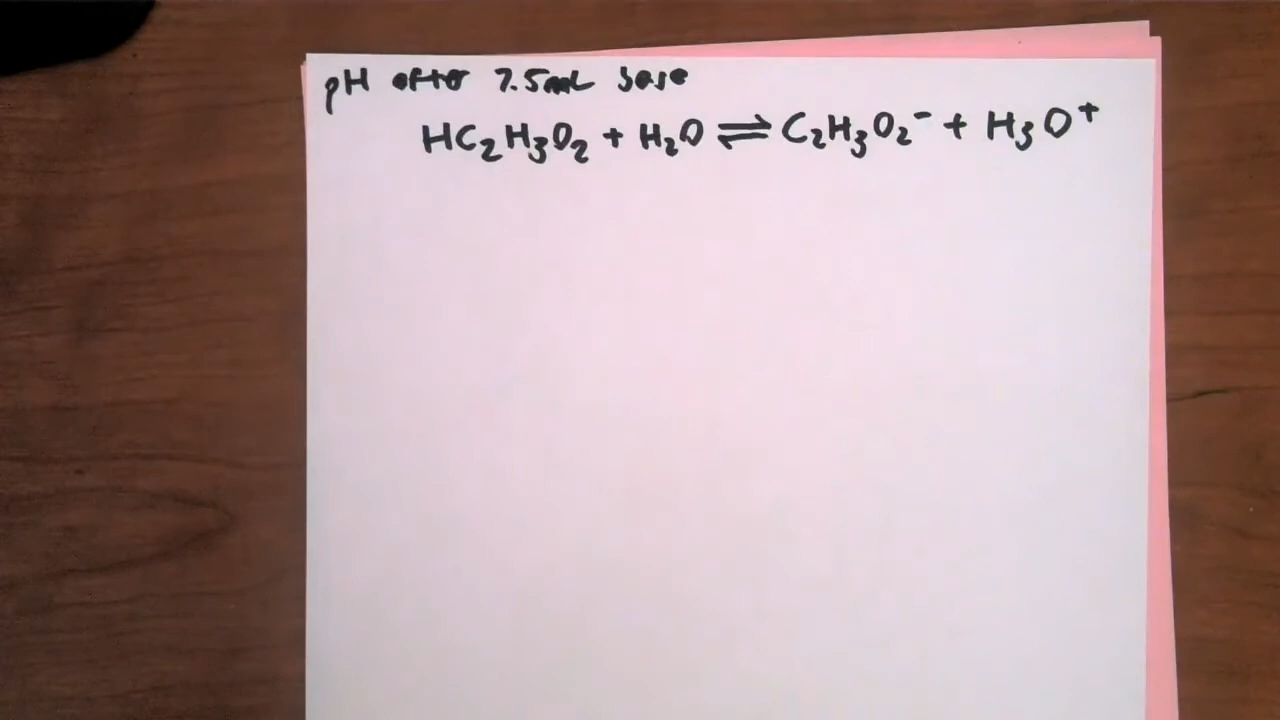 pH after 7.5mL base
HC₂H₃O₂ + H₂O ⇌ C₂H₃O₂⁻ + H₃O⁺